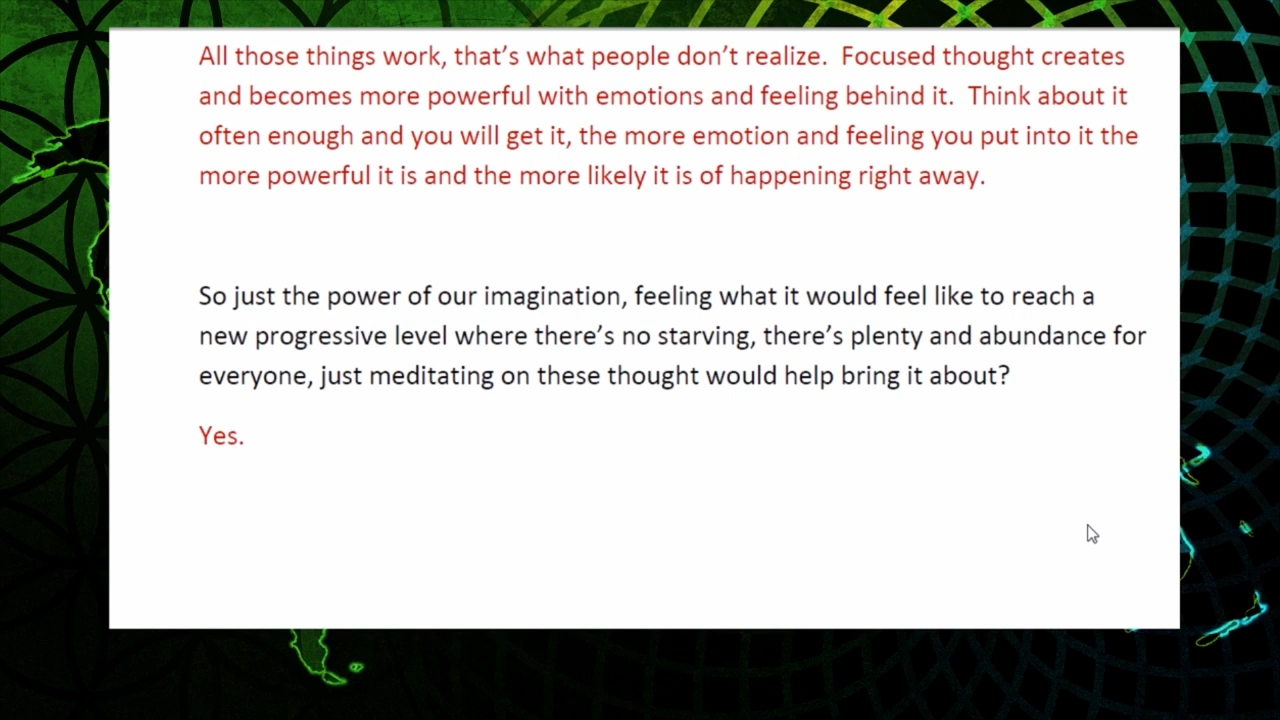 All those things work, that’s what people don’t realize.  Focused thought creates
and becomes more powerful with emotions and feeling behind it.  Think about it
often enough and you will get it, the more emotion and feeling you put into it the
more powerful it is and the more likely it is of happening right away.
So just the power of our imagination, feeling what it would feel like to reach a
new progressive level where there’s no starving, there’s plenty and abundance for
everyone, just meditating on these thought would help bring it about?
Yes.